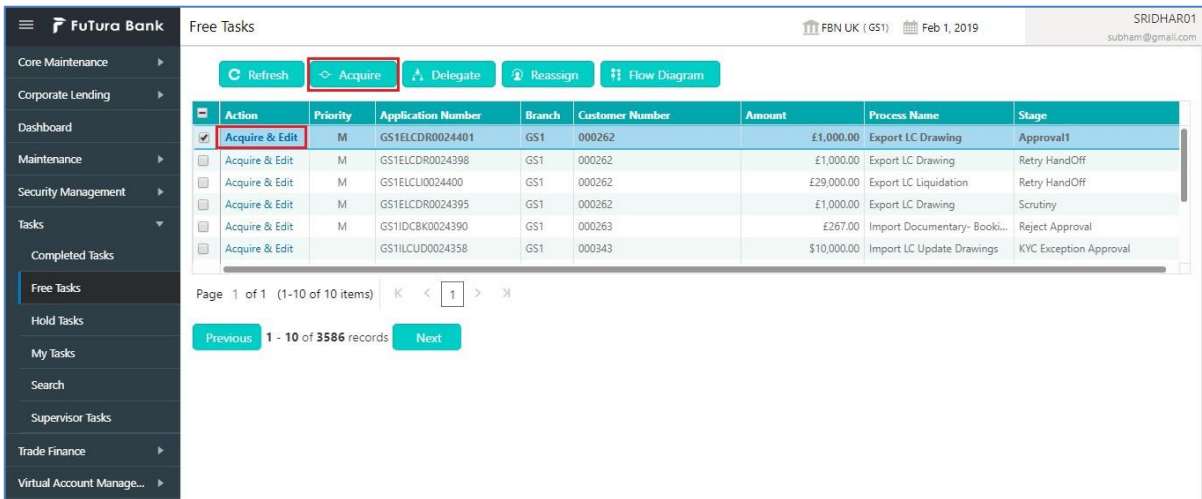 FuTura Bank
Free Tasks
FBN UK (GS1)
Feb 1, 2019
SRIDHAR01
subham@gmail.com
Core Maintenance
Corporate Lending
Dashboard
Maintenance
Security Management
Tasks
Completed Tasks
Free Tasks
Hold Tasks
My Tasks
Search
Supervisor Tasks
Trade Finance
Virtual Account Manage...
Refresh Acquire Delegate Reassign Flow Diagram
Action Priority Application Number Branch Customer Number Amount Process Name Stage
Acquire & Edit M GS1ELCDR0024401 GS1 000262 £1,000.00 Export LC Drawing Approval1
Acquire & Edit M GS1ELCDR0024398 GS1 000262 £1,000.00 Export LC Drawing Retry HandOff
Acquire & Edit M GS1ELCLI0024400 GS1 000262 £29,000.00 Export LC Liquidation Retry HandOff
Acquire & Edit M GS1ELCDR0024395 GS1 000262 £1,000.00 Export LC Drawing Scrutiny
Acquire & Edit M GS1IDCBK0024390 GS1 000263 £267.00 Import Documentary- Booki... Reject Approval
Acquire & Edit GS1ILCUD0024358 GS1 000343 $10,000.00 Import LC Update Drawings KYC Exception Approval
Page 1 of 1 (1-10 of 10 items) 1
Previous 1 - 10 of 3586 records Next